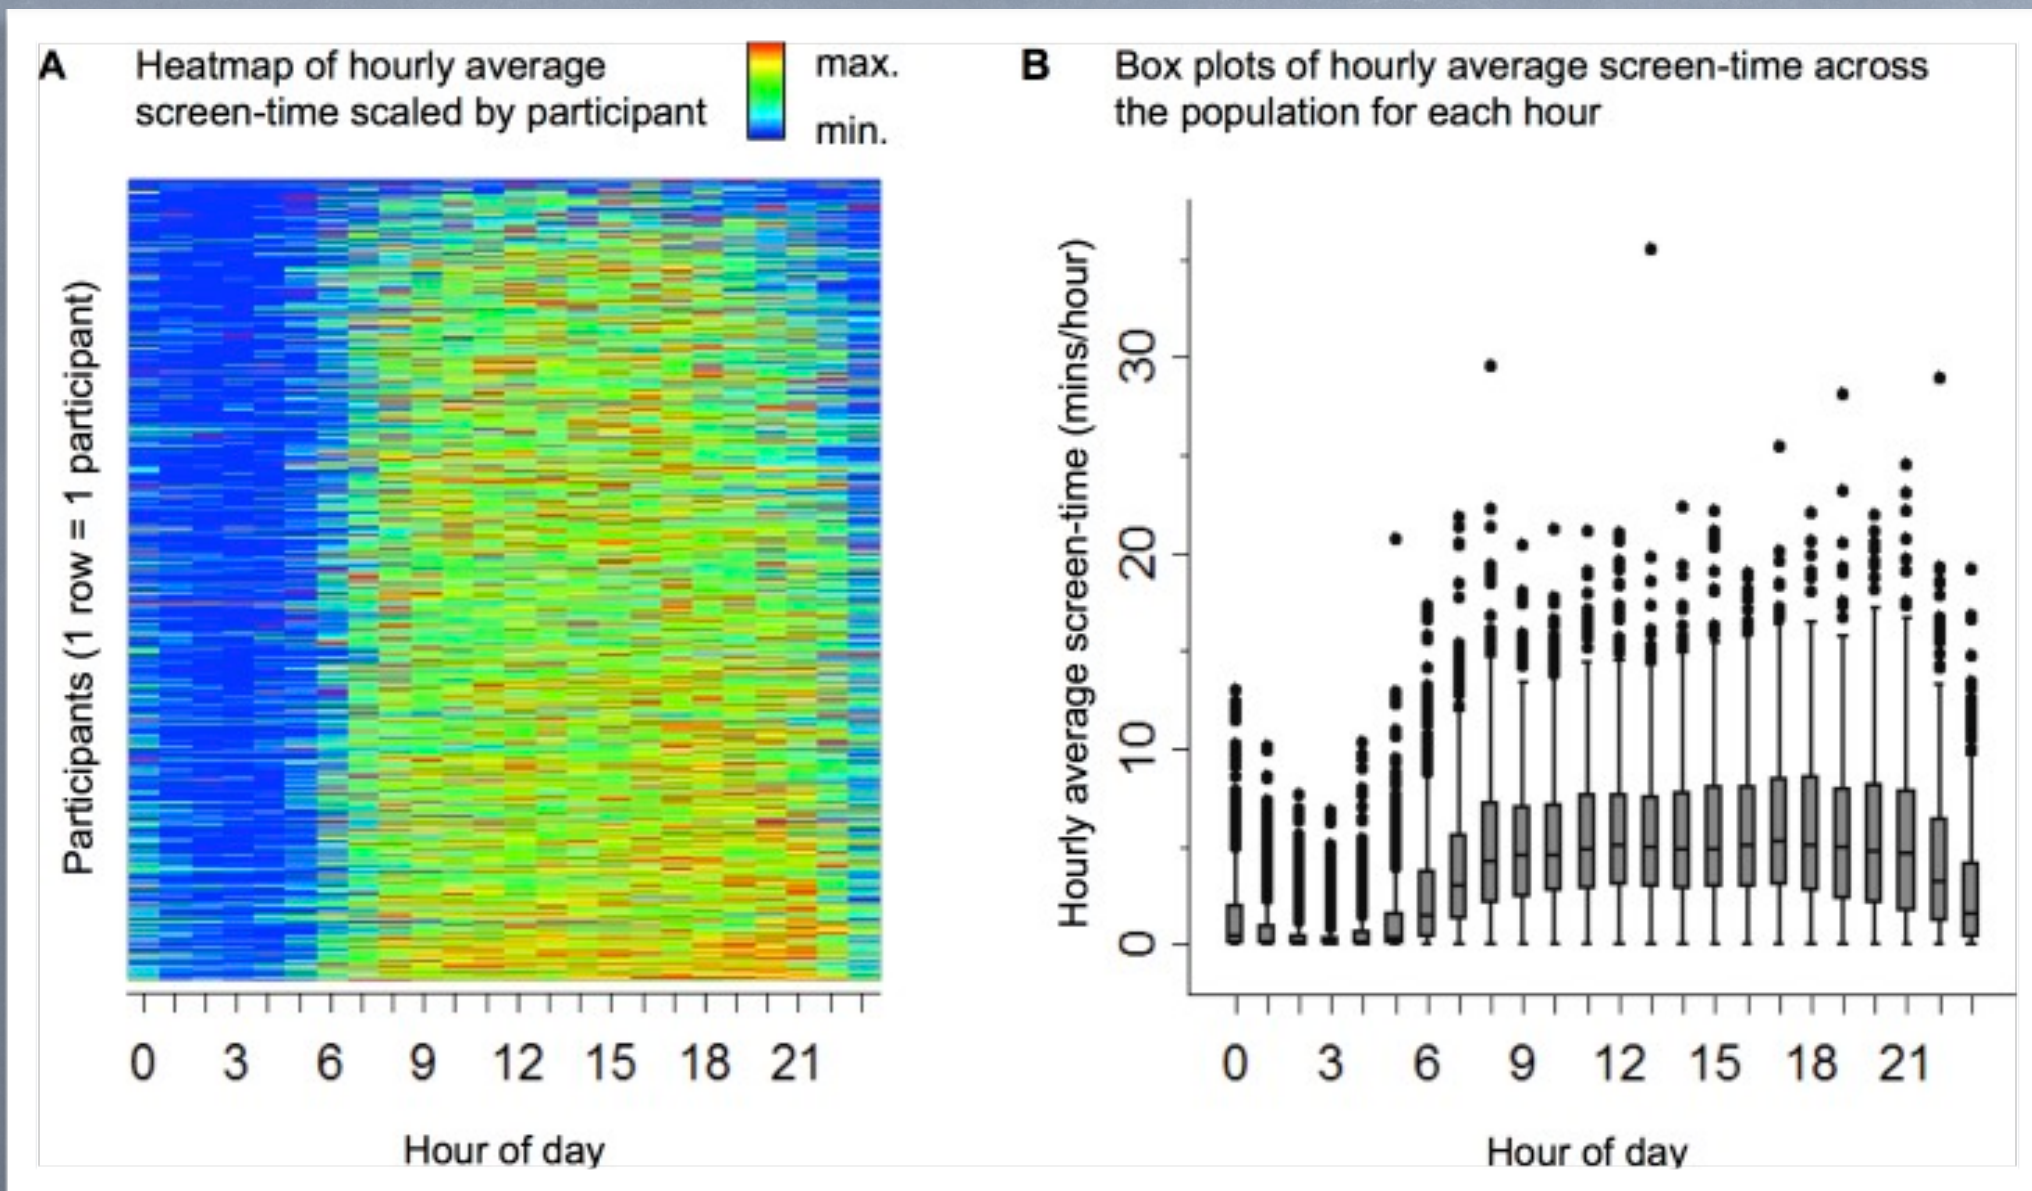 A
Heatmap of hourly average
screen-time scaled by participant
max.
min.
Participants (1 row = 1 participant)
0 3 6 9 12 15 18 21
Hour of day
B
Box plots of hourly average screen-time across
the population for each hour
Hourly average screen-time (mins/hour)
30
20
10
0
0 3 6 9 12 15 18 21
Hour of day